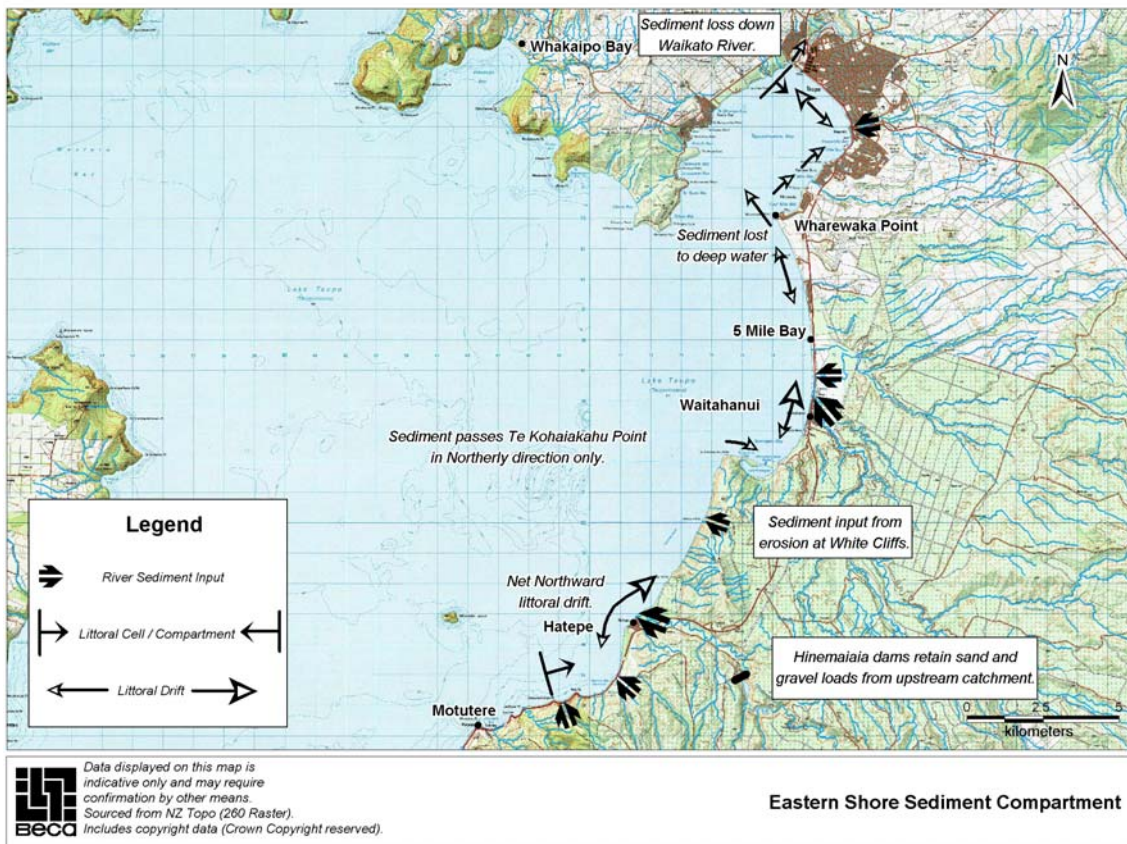 Sediment loss down
Waikato River.
Whakaipo Bay
N
Wharewaka Point
Sediment lost
to deep water
5 Mile Bay
Lake Taupo
Lake Taupo
Waitahanui
Sediment passes Te Kohaiakahu Point
in Northerly direction only.
Sediment input from
erosion at White Cliffs.
Net Northward
littoral drift.
Hatepe
Hinemaiaia dams retain sand and
gravel loads from upstream catchment.
Motutere
Legend
River Sediment Input
Littoral Cell / Compartment
Littoral Drift
0 2.5 5
kilometers
BECA
Data displayed on this map is
indicative only and may require
confirmation by other means.
Sourced from NZ Topo (260 Raster).
Includes copyright data (Crown Copyright reserved).
Eastern Shore Sediment Compartment